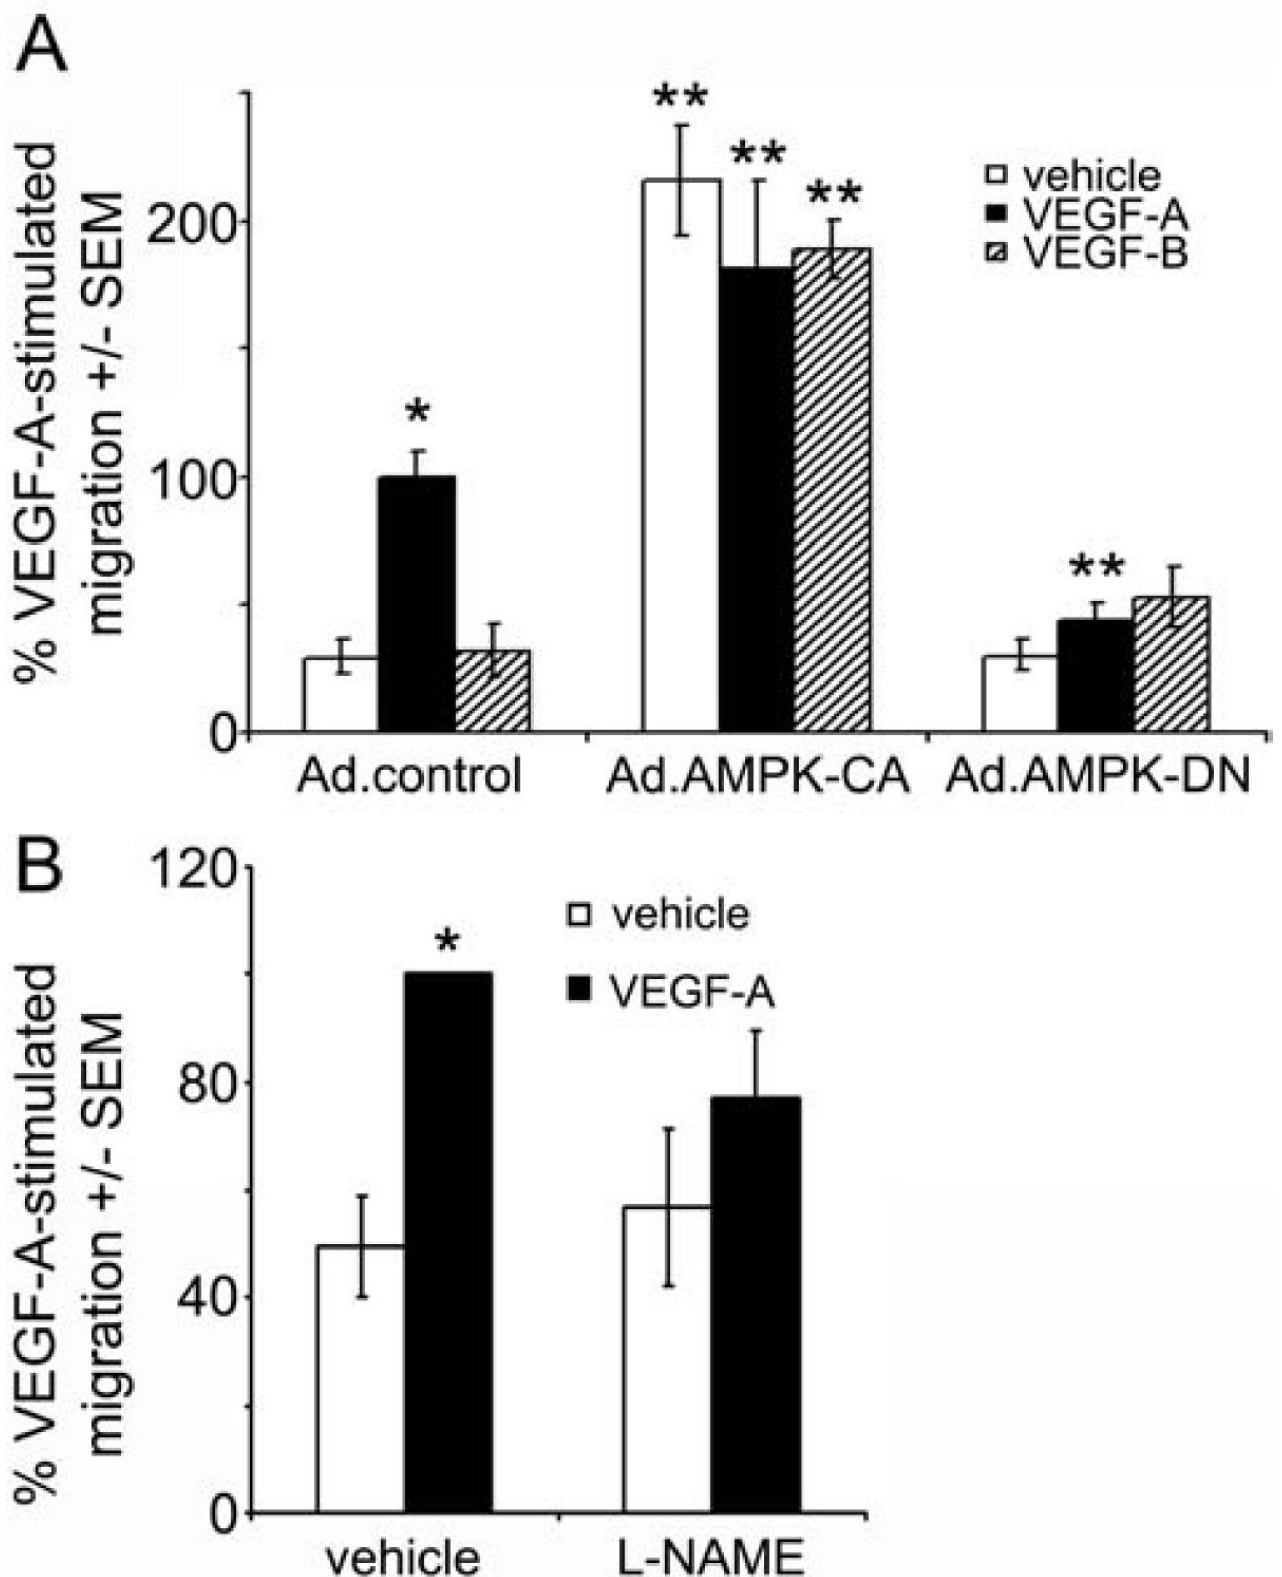 A
% VEGF-A-stimulated
migration +/- SEM
200
100
0
**
**
**
*
**
vehicle
VEGF-A
VEGF-B
Ad.control
Ad.AMPK-CA
Ad.AMPK-DN
B
% VEGF-A-stimulated
migration +/- SEM
120
80
40
0
*
vehicle
VEGF-A
vehicle
L-NAME